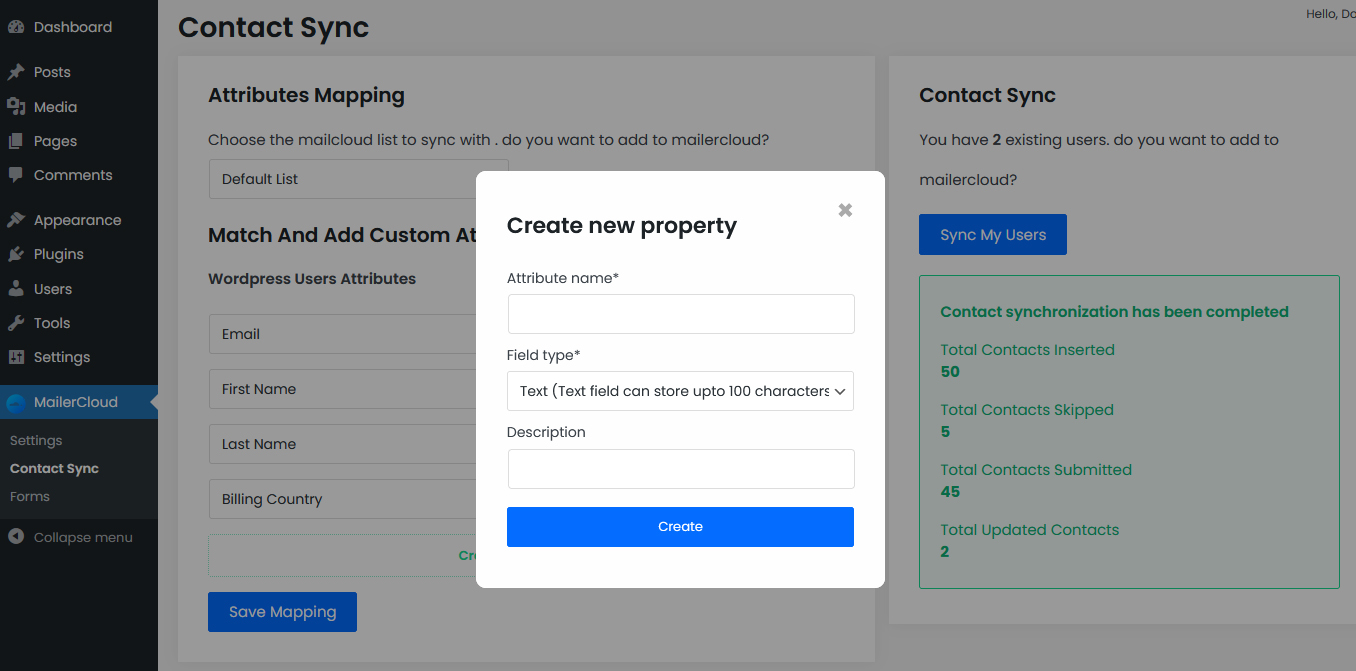 Dashboard
Posts
Media
Pages
Comments
Appearance
Plugins
Users
Tools
Settings
MailerCloud
Settings
Contact Sync
Forms
Collapse menu
Hello, Do
Contact Sync
Attributes Mapping
Choose the mailcloud list to sync with . do you want to add to mailercloud?
Default List
Match And Add Custom At
Wordpress Users Attributes
Email
First Name
Last Name
Billing Country
Cr
Save Mapping
Create new property
✖
Attribute name*
Field type*
Text (Text field can store upto 100 characters
Description
Create
Contact Sync
You have 2 existing users. do you want to add to
mailercloud?
Sync My Users
Contact synchronization has been completed
Total Contacts Inserted
50
Total Contacts Skipped
5
Total Contacts Submitted
45
Total Updated Contacts
2